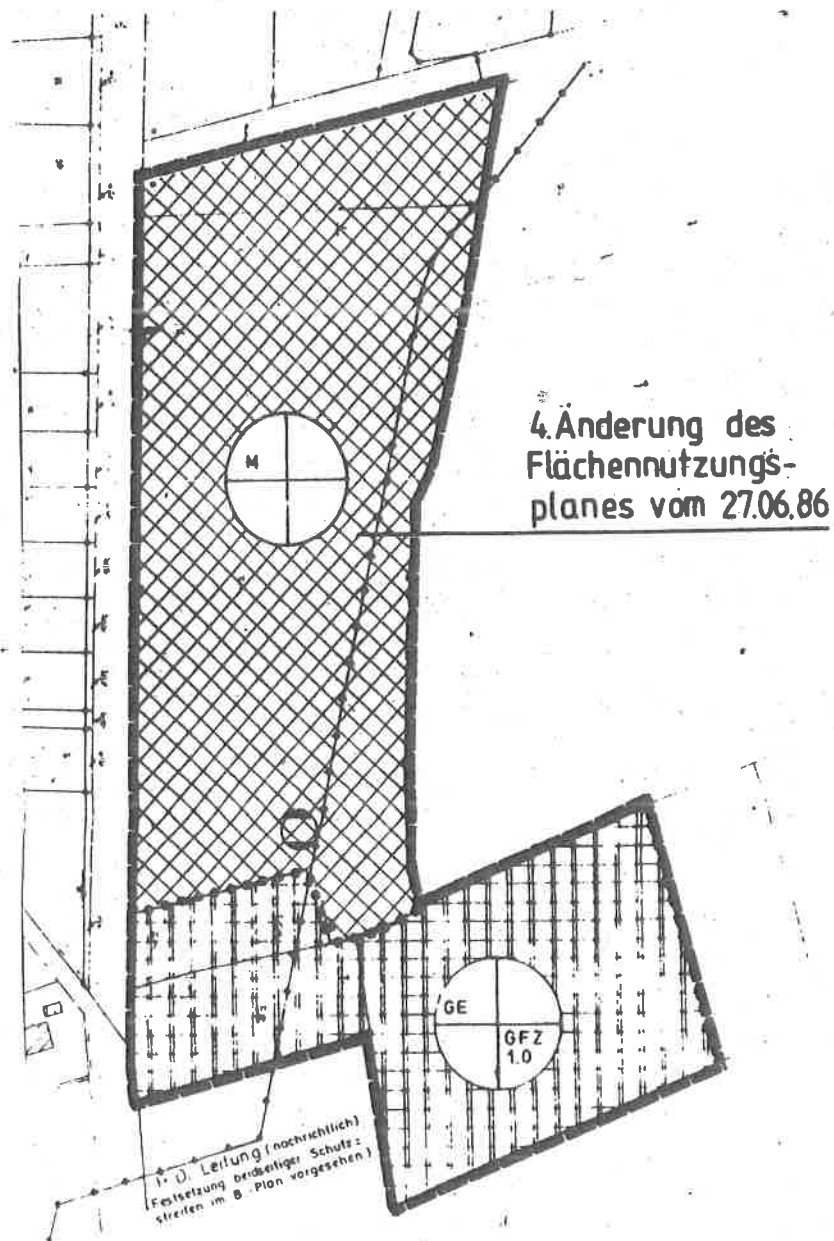 M
4. Änderung des
Flächennutzungs-
planes vom 27.06.86
GE
GFZ
1.0
Leitung (nachrichtlich)
Festsetzung beidseitiger Schutz=
streifen im B.-Plan vorgesehen)